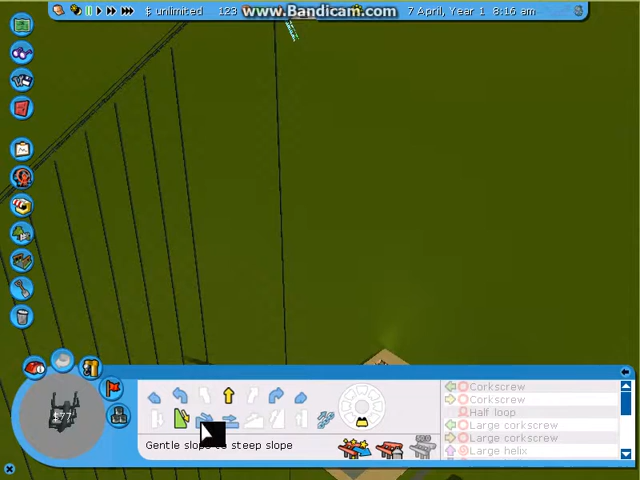 $ unlimited 123 www.Bandicam.com 7 April, Year 1 8:16 am
Corkscrew
Corkscrew
Half loop
Large corkscrew
Large corkscrew
Large helix
Gentle slope to steep slope